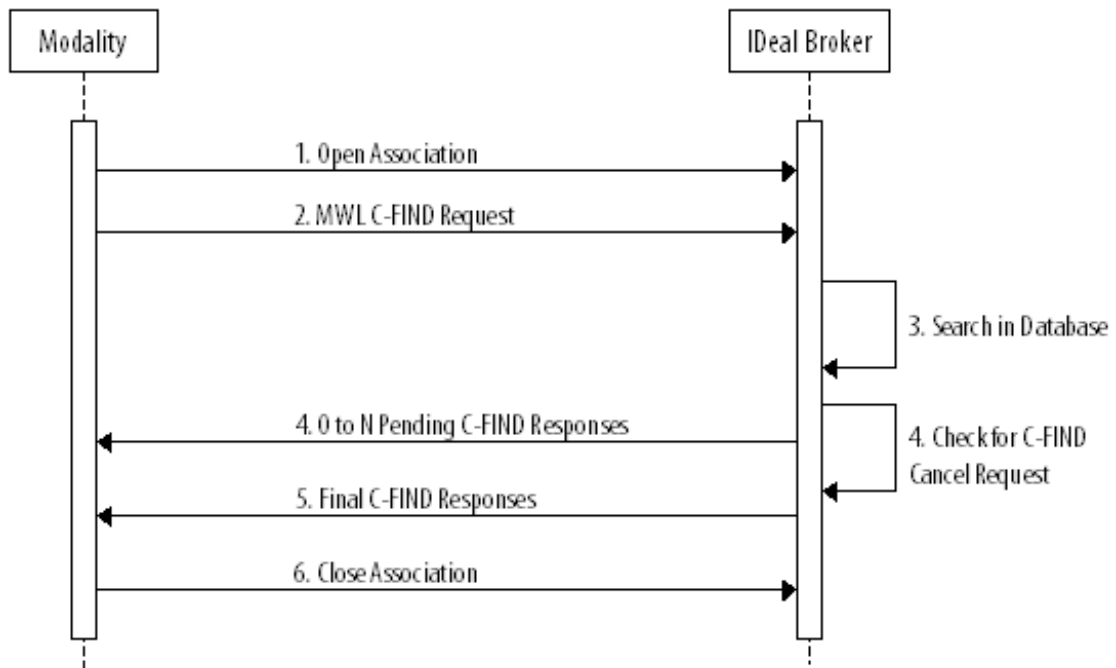 Modality
IDeal Broker
1. Open Association
2. MWL C-FIND Request
3. Search in Database
4. 0 to N Pending C-FIND Responses
4. Check for C-FIND
Cancel Request
5. Final C-FIND Responses
6. Close Association